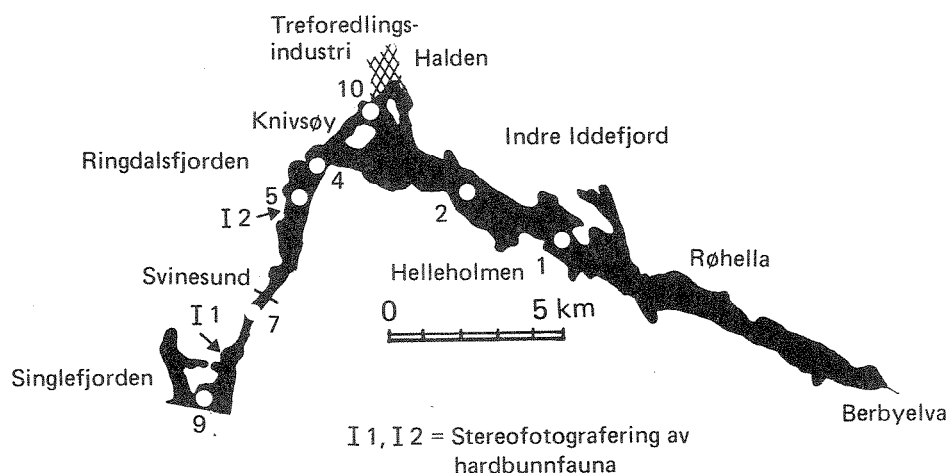 Treforedlings-
industri
Halden
10
Knivsøy
Indre Iddefjord
Ringdalsfjorden
4
5
I 2
2
Svinesund
Helleholmen
1
Røhella
0 5 km
I 1
7
Singlefjorden
9
Berbyelva
I 1, I 2 = Stereofotografering av
hardbunnfauna